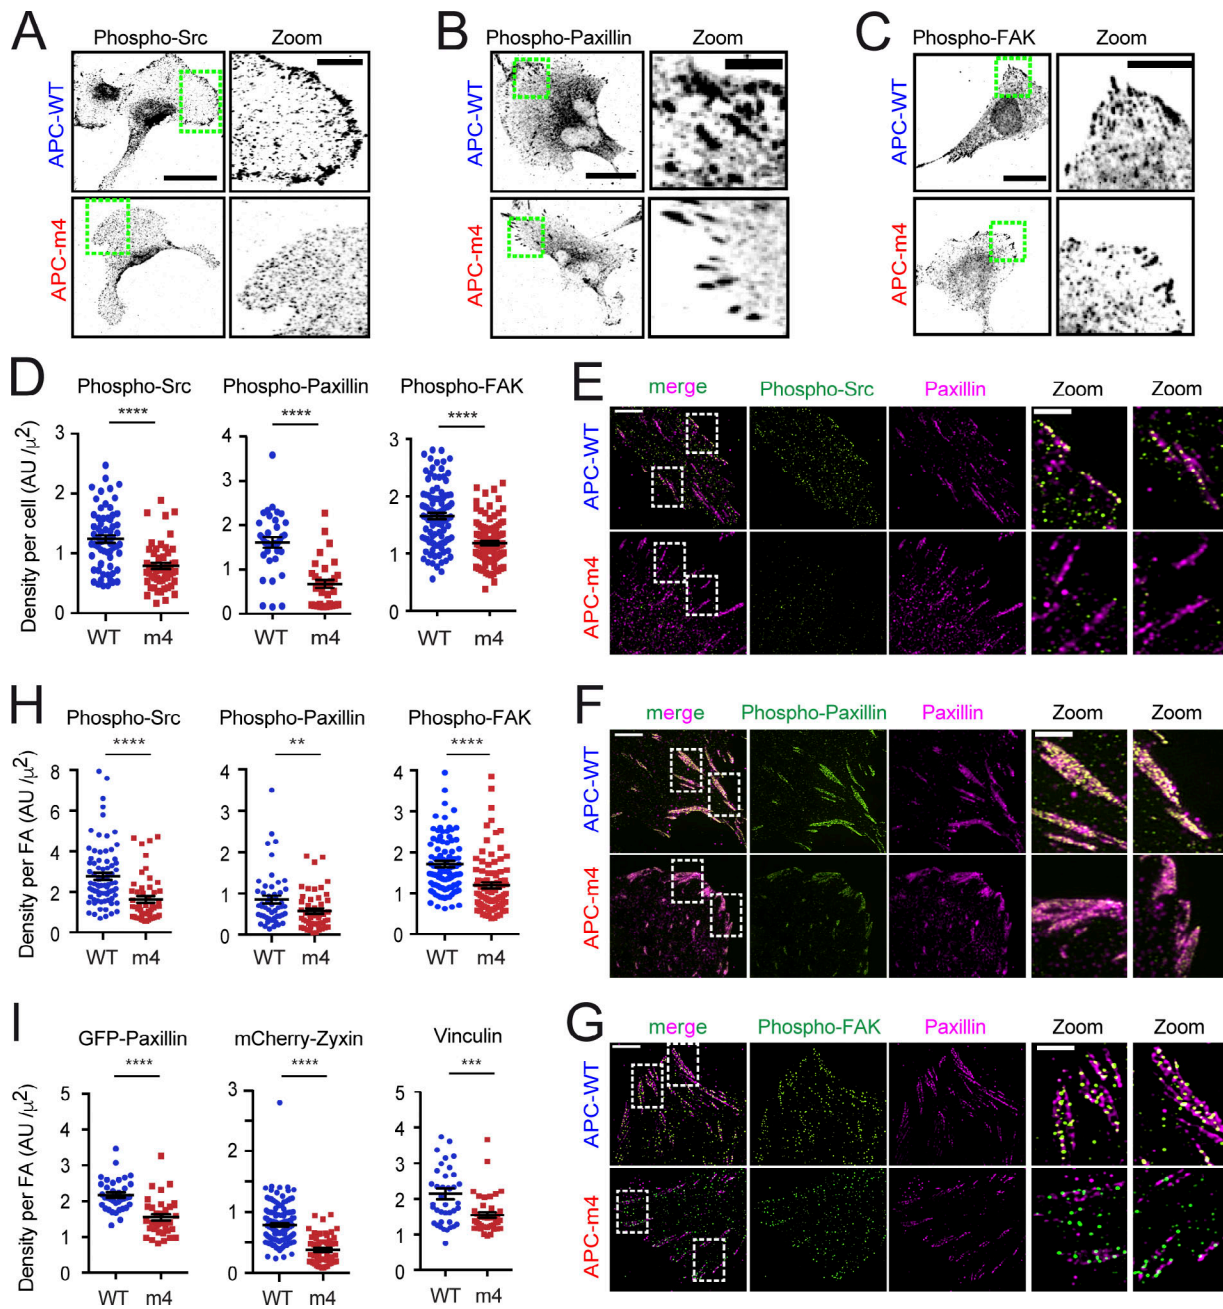 A
Phospho-Src Zoom
APC-WT
APC-m4
B
Phospho-Paxillin Zoom
APC-WT
APC-m4
C
Phospho-FAK Zoom
APC-WT
APC-m4
D
Phospho-Src Phospho-Paxillin Phospho-FAK
**** **** ****
Density per cell (AU /µ²)
3 2 1 0
4 3 2 1 0
3 2 1 0
WT m4 WT m4 WT m4
E
merge Phospho-Src Paxillin Zoom Zoom
APC-WT
APC-m4
H
Phospho-Src Phospho-Paxillin Phospho-FAK
**** ** ****
Density per FA (AU /µ²)
8 6 4 2 0
4 3 2 1 0
4 3 2 1 0
WT m4 WT m4 WT m4
F
merge Phospho-Paxillin Paxillin Zoom Zoom
APC-WT
APC-m4
I
GFP-Paxillin mCherry-Zyxin Vinculin
**** **** ***
Density per FA (AU /µ²)
5 4 3 2 1 0
3 2 1 0
5 4 3 2 1 0
WT m4 WT m4 WT m4
G
merge Phospho-FAK Paxillin Zoom Zoom
APC-WT
APC-m4